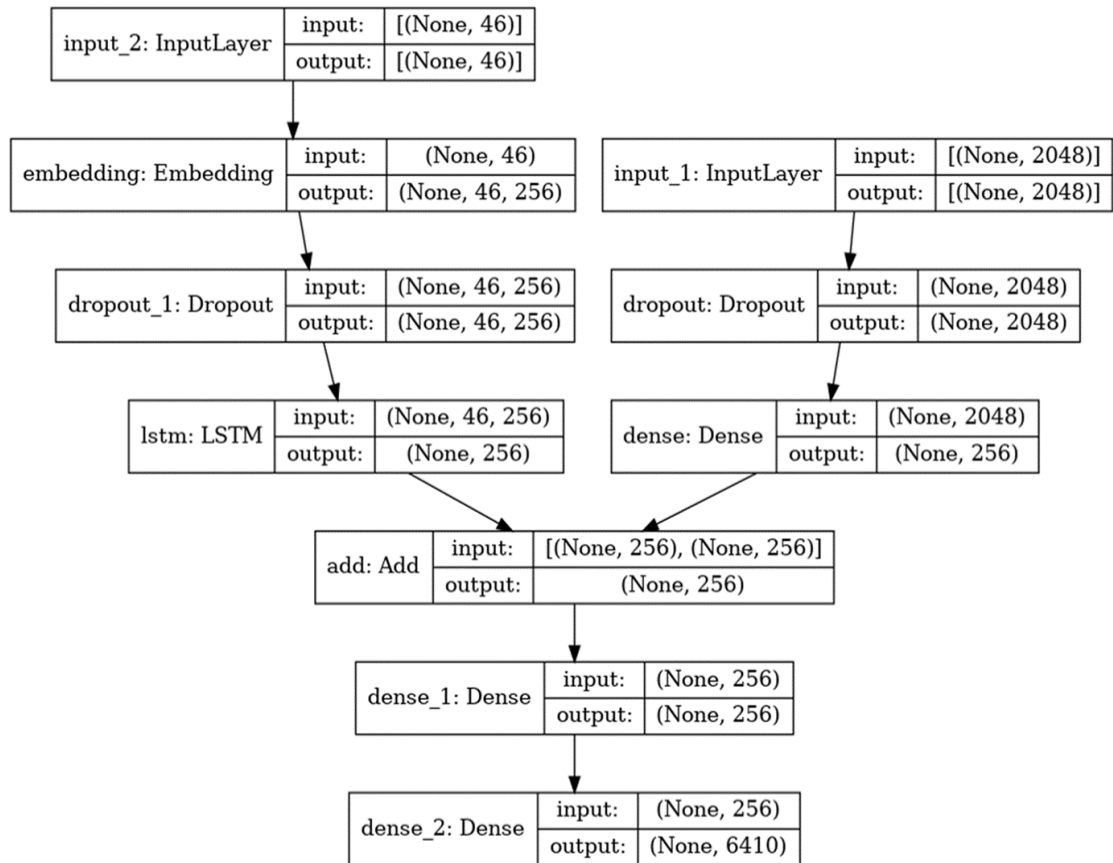 input_2: InputLayer
input: [(None, 46)]
output: [(None, 46)]
embedding: Embedding
input: (None, 46)
output: (None, 46, 256)
input_1: InputLayer
input: [(None, 2048)]
output: [(None, 2048)]
dropout_1: Dropout
input: (None, 46, 256)
output: (None, 46, 256)
dropout: Dropout
input: (None, 2048)
output: (None, 2048)
lstm: LSTM
input: (None, 46, 256)
output: (None, 256)
dense: Dense
input: (None, 2048)
output: (None, 256)
add: Add
input: [(None, 256), (None, 256)]
output: (None, 256)
dense_1: Dense
input: (None, 256)
output: (None, 256)
dense_2: Dense
input: (None, 256)
output: (None, 6410)